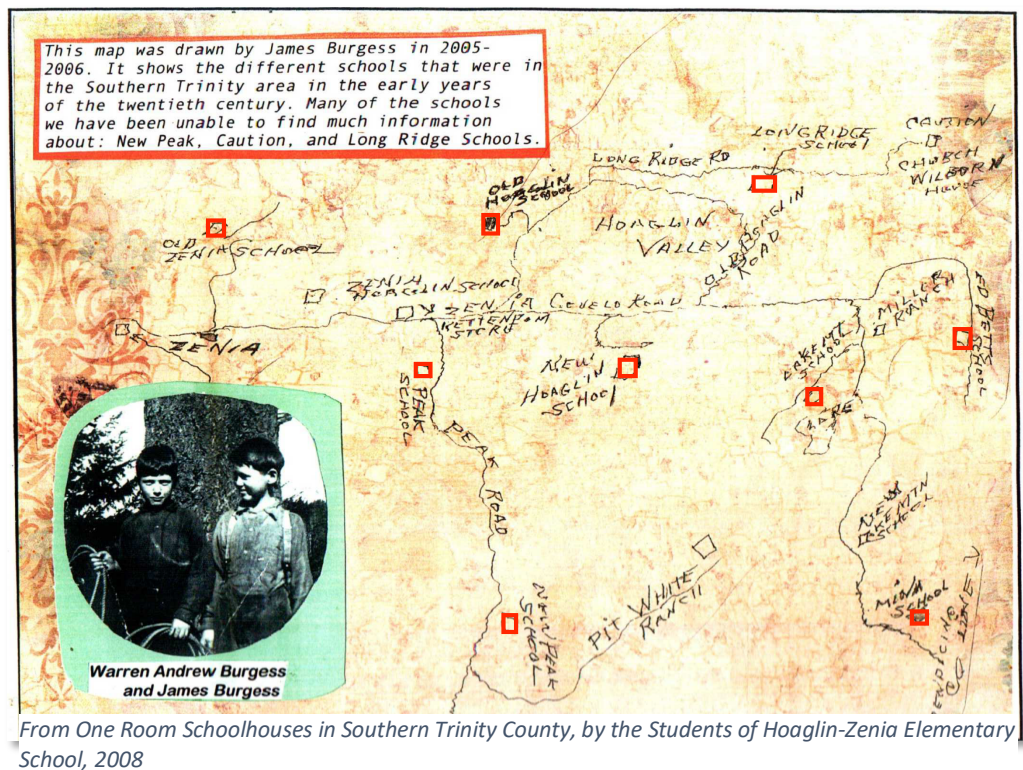 This map was drawn by James Burgess in 2005-
2006. It shows the different schools that were in
the Southern Trinity area in the early years
of the twentieth century. Many of the schools
we have been unable to find much information
about: New Peak, Caution, and Long Ridge Schools.
LONG RIDGE
SCHOOL
CAUTION
CHURCH
WILBORN
HOUSE
LONG RIDGE RD
OLD
HOAGLIN
SCHOOL
HOAGLIN
VALLEY
OLD HOAGLIN
ROAD
OLD
ZENIA SCHOOL
ZENIA
HOAGLIN SCHOOL
ZENIA COVELO ROAD
KETTENPOM
STORE
ZENIA
MILLER
RANCH
SCHOOL
PEAK
SCHOOL
NEW
HOAGLIN
SCHOOL
SCHOOL
PEAK
ROAD
NEW
SCHOOL
NEW PEAK
SCHOOL
PIT WHITE
RANCH
MINA
SCHOOL
Warren Andrew Burgess
and James Burgess
From One Room Schoolhouses in Southern Trinity County, by the Students of Hoaglin-Zenia Elementary
School, 2008